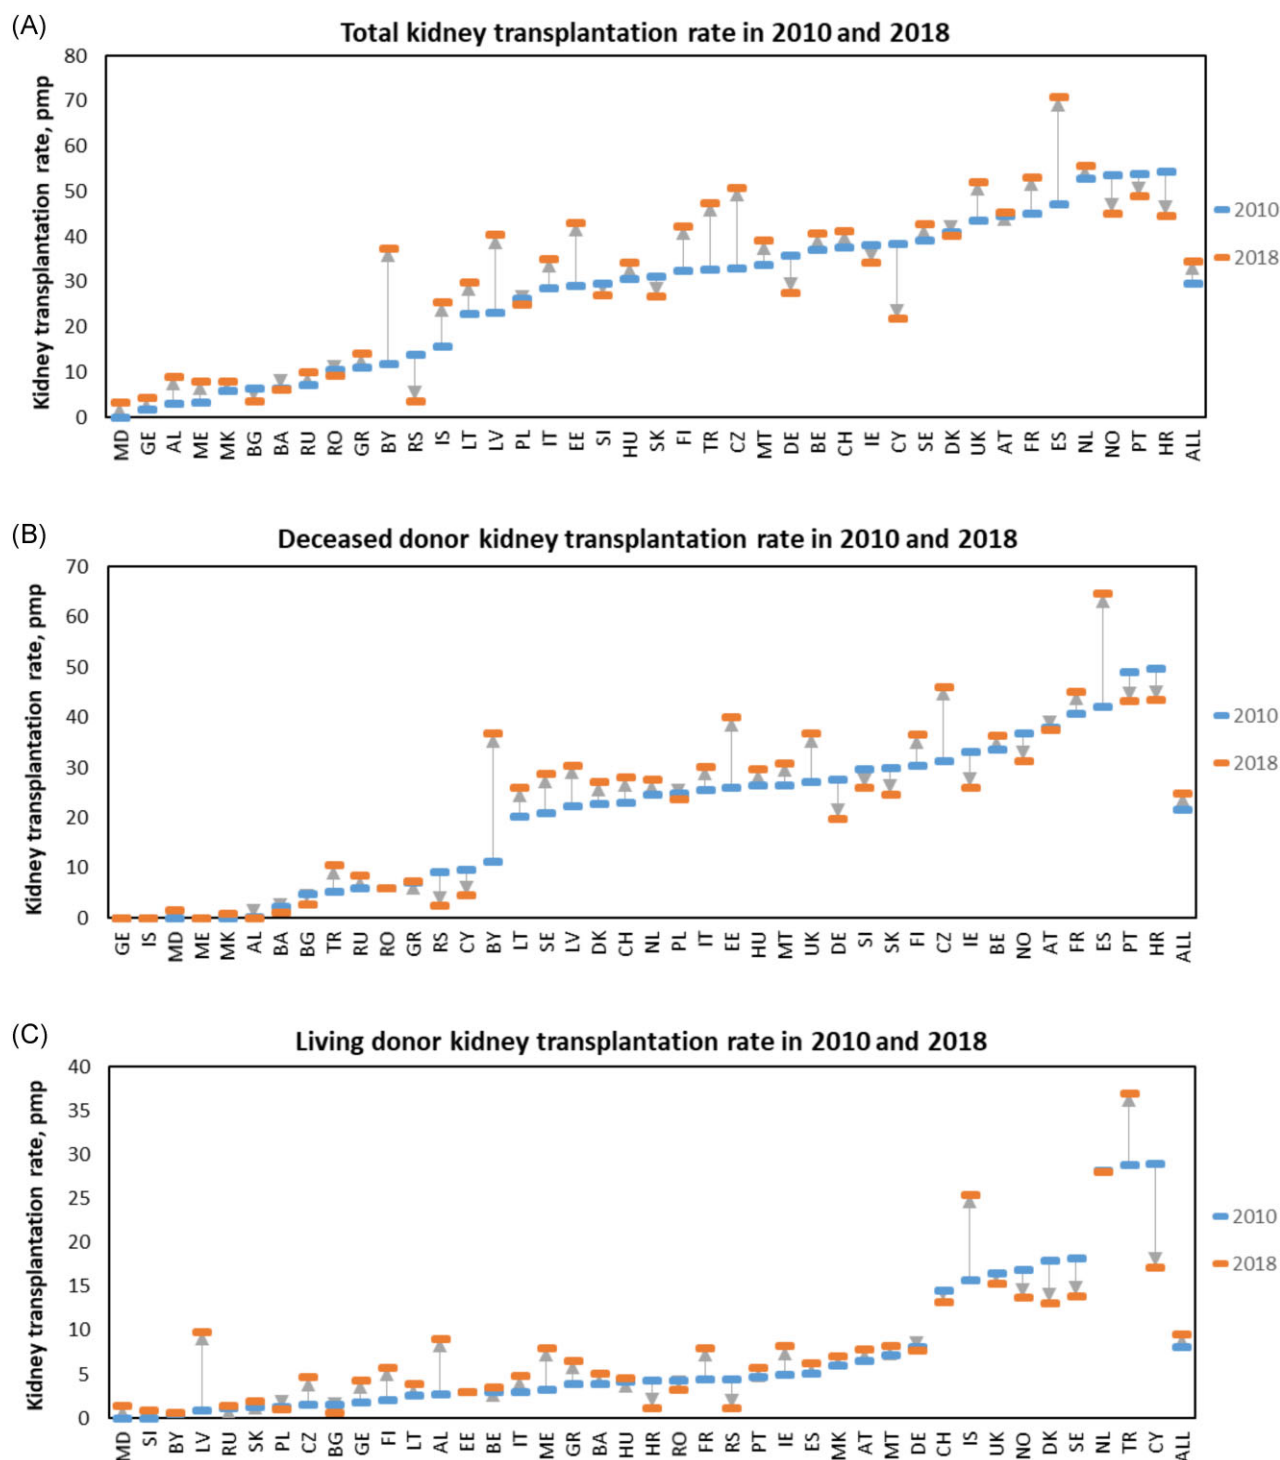 (A)
Total kidney transplantation rate in 2010 and 2018
Kidney transplantation rate, pmp
80
70
60
50
40
30
20
10
0
MD GE AL ME MK BG BA RU RO GR BY RS IS LT LV PL IT EE SI HU SK FI TR CZ MT DE BE CH IE CY SE DK UK AT FR ES NL NO PT HR ALL
2010
2018
(B)
Deceased donor kidney transplantation rate in 2010 and 2018
Kidney transplantation rate, pmp
70
60
50
40
30
20
10
0
GE IS MD ME MK AL BA BG TR RU RO GR RS CY BY LT SE LV DK CH NL PL IT EE HU MT UK DE SI SK FI CZ IE BE NO AT FR ES PT HR ALL
2010
2018
(C)
Living donor kidney transplantation rate in 2010 and 2018
Kidney transplantation rate, pmp
40
35
30
25
20
15
10
5
0
MD SI BY LV RU SK PL CZ BG GE FI LT AL EE BE IT ME GR BA HU HR RO FR RS PT IE ES MK AT MT DE CH IS UK NO DK SE NL TR CY ALL
2010
2018